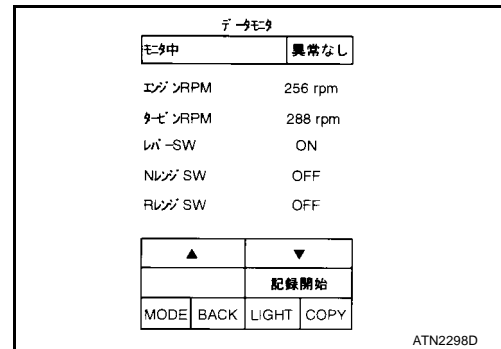 データモニタ
モニタ中 異常なし
エンジンRPM 256 rpm
タービンRPM 288 rpm
レバーSW ON
NレンジSW OFF
RレンジSW OFF
▲ ▼
記録開始
MODE BACK LIGHT COPY
ATN2298D